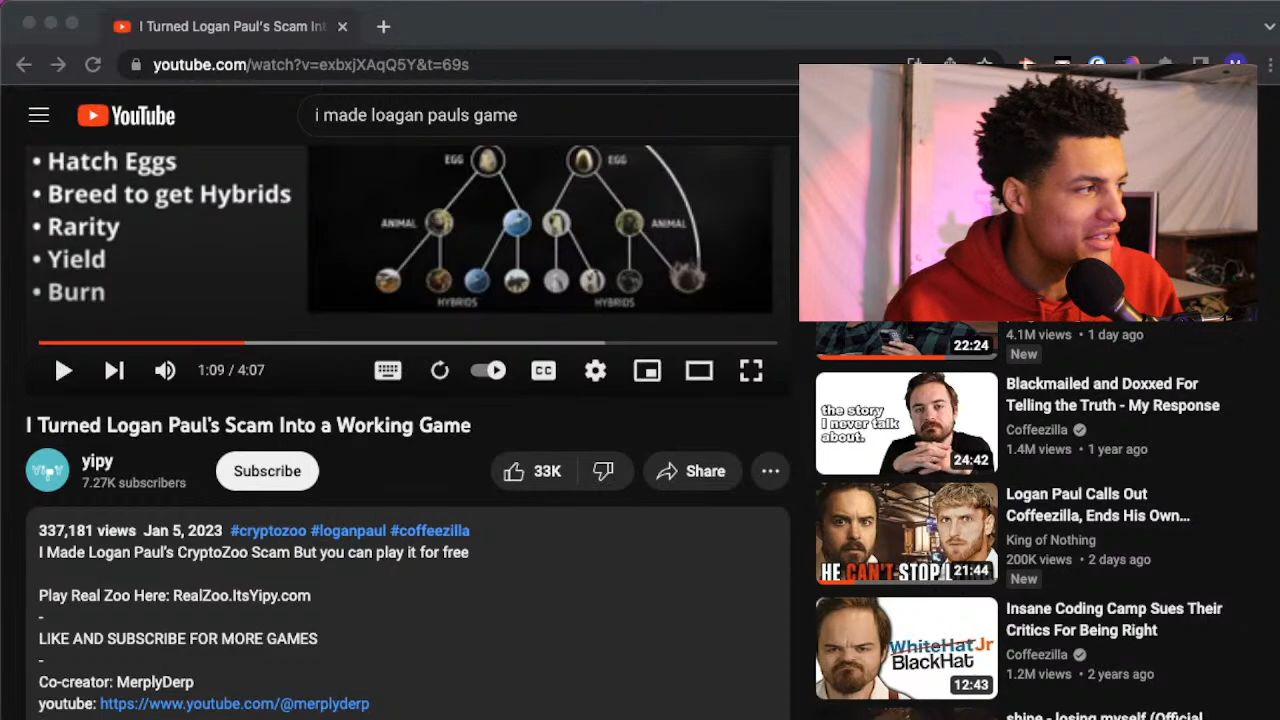 I Turned Logan Paul's Scam Int
youtube.com/watch?v=exbxjXAqQ5Y&t=69s
YouTube
i made loagan pauls game
• Hatch Eggs
• Breed to get Hybrids
• Rarity
• Yield
• Burn
EGG
EGG
ANIMAL
ANIMAL
HYBRIDS
HYBRIDS
1:09 / 4:07
CC
I Turned Logan Paul's Scam Into a Working Game
yipy
7.27K subscribers
Subscribe
33K
Share
337,181 views Jan 5, 2023 #cryptozoo #loganpaul #coffeezilla
I Made Logan Paul's CryptoZoo Scam But you can play it for free
Play Real Zoo Here: RealZoo.ItsYipy.com
-
LIKE AND SUBSCRIBE FOR MORE GAMES
-
Co-creator: MerplyDerp
youtube: https://www.youtube.com/@merplyderp
22:24
4.1M views • 1 day ago
New
the story
I never talk
about.
24:42
Blackmailed and Doxxed For
Telling the Truth - My Response
Coffeezilla
1.4M views • 1 year ago
HE CAN'T STOP L
21:44
Logan Paul Calls Out
Coffeezilla, Ends His Own...
King of Nothing
200K views • 2 days ago
New
WhiteHat Jr
BlackHat
12:43
Insane Coding Camp Sues Their
Critics For Being Right
Coffeezilla
1.2M views • 2 years ago
shine - losing myself (Official